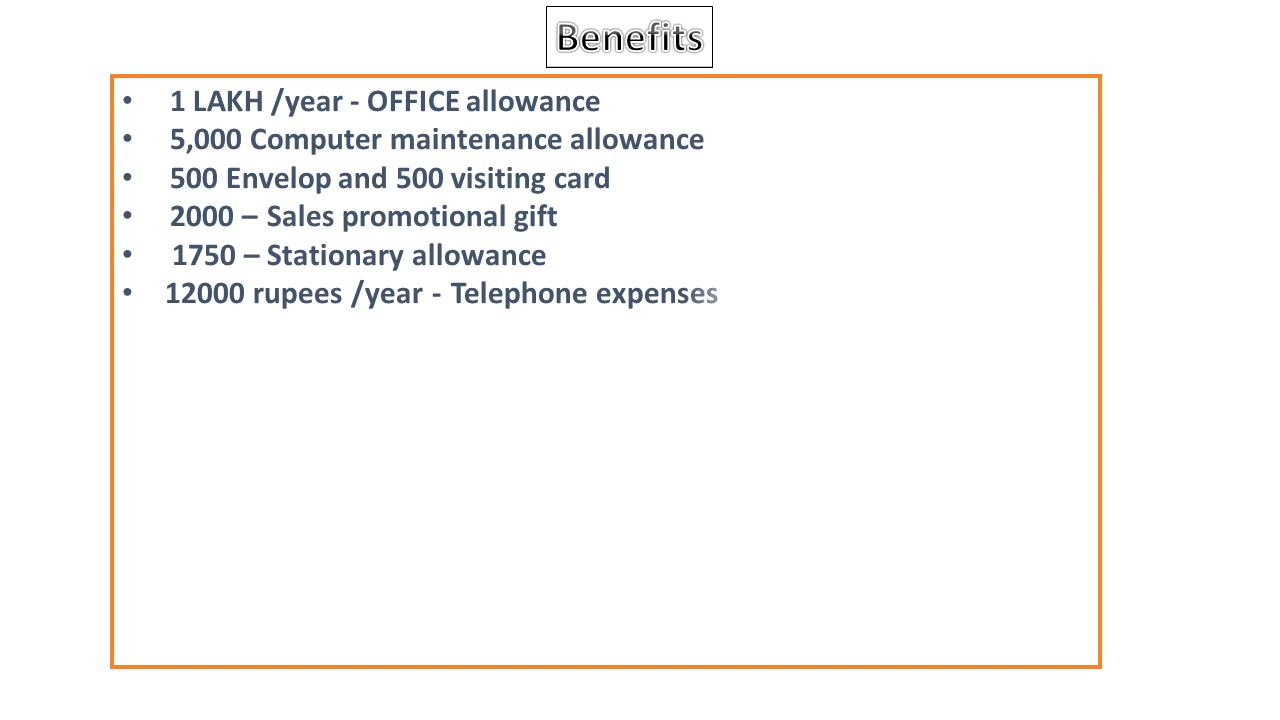 Benefits
• 1 LAKH /year - OFFICE allowance
• 5,000 Computer maintenance allowance
• 500 Envelop and 500 visiting card
• 2000 – Sales promotional gift
• 1750 – Stationary allowance
• 12000 rupees /year - Telephone expenses